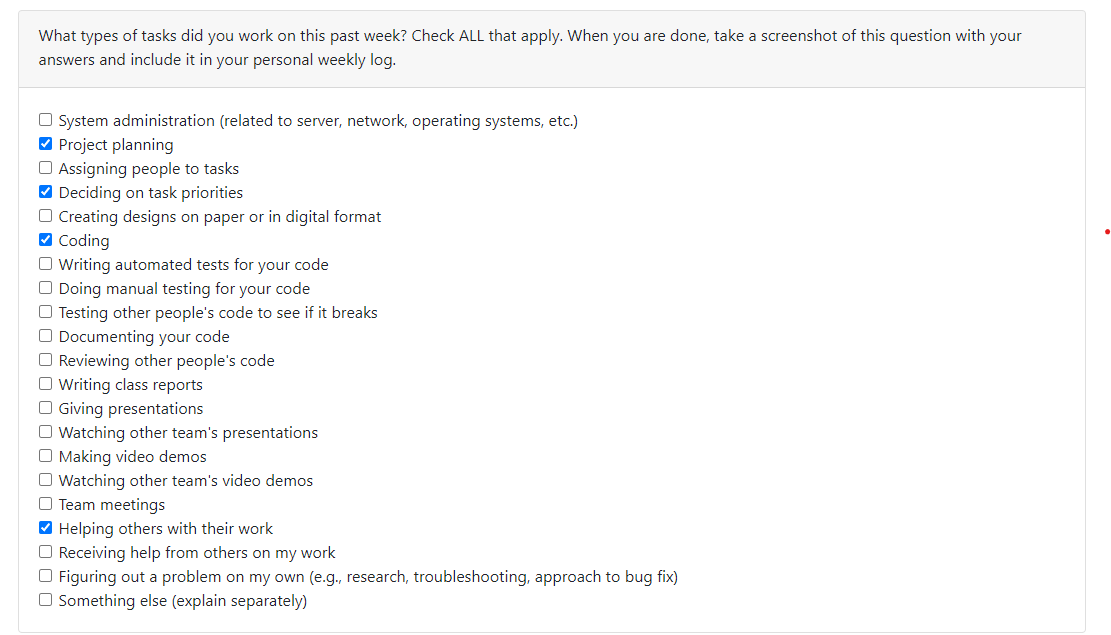 What types of tasks did you work on this past week? Check ALL that apply. When you are done, take a screenshot of this question with your
answers and include it in your personal weekly log.
System administration (related to server, network, operating systems, etc.)
Project planning
Assigning people to tasks
Deciding on task priorities
Creating designs on paper or in digital format
Coding
Writing automated tests for your code
Doing manual testing for your code
Testing other people's code to see if it breaks
Documenting your code
Reviewing other people's code
Writing class reports
Giving presentations
Watching other team's presentations
Making video demos
Watching other team's video demos
Team meetings
Helping others with their work
Receiving help from others on my work
Figuring out a problem on my own (e.g., research, troubleshooting, approach to bug fix)
Something else (explain separately)